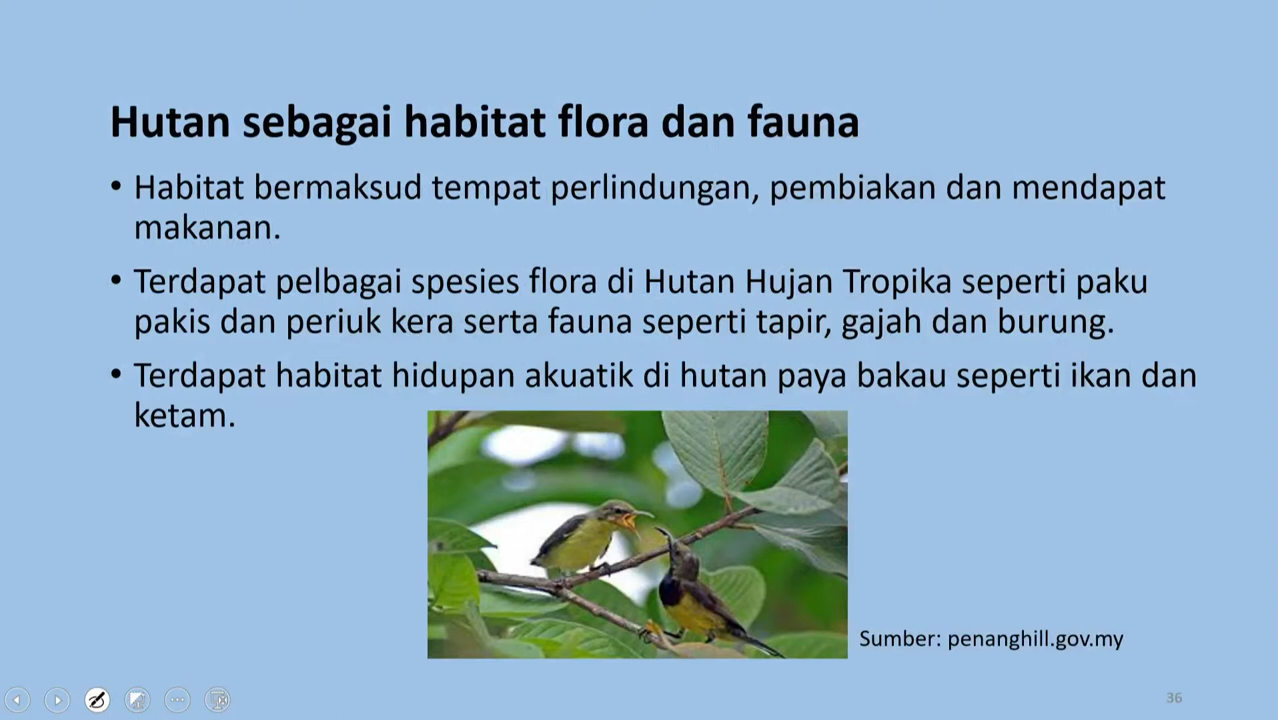 Hutan sebagai habitat flora dan fauna
• Habitat bermaksud tempat perlindungan, pembiakan dan mendapat
makanan.
• Terdapat pelbagai spesies flora di Hutan Hujan Tropika seperti paku
pakis dan periuk kera serta fauna seperti tapir, gajah dan burung.
• Terdapat habitat hidupan akuatik di hutan paya bakau seperti ikan dan
ketam.
Sumber: penanghill.gov.my
36